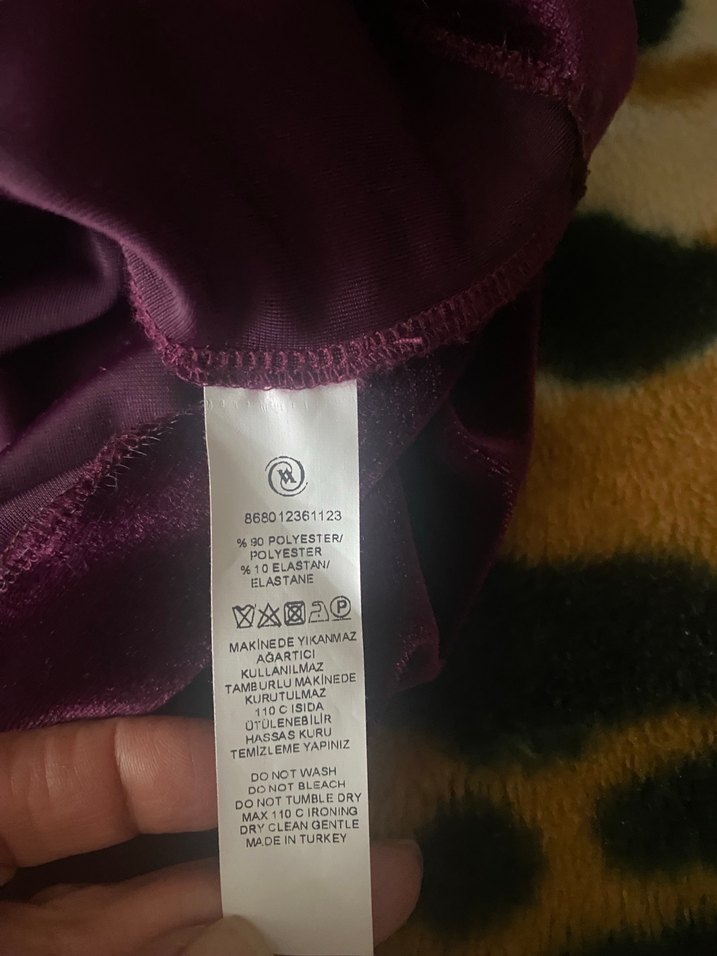 868012361123
% 90 POLYESTER/
POLYESTER
% 10 ELASTAN/
ELASTANE
P
MAKİNEDE YIKANMAZ
AĞARTICI
KULLANILMAZ
TAMBURLU MAKİNEDE
KURUTULMAZ
110 C ISIDA
ÜTÜLENEBİLİR
HASSAS KURU
TEMİZLEME YAPINIZ
DO NOT WASH
DO NOT BLEACH
DO NOT TUMBLE DRY
MAX 110 C IRONING
DRY CLEAN GENTLE
MADE IN TURKEY